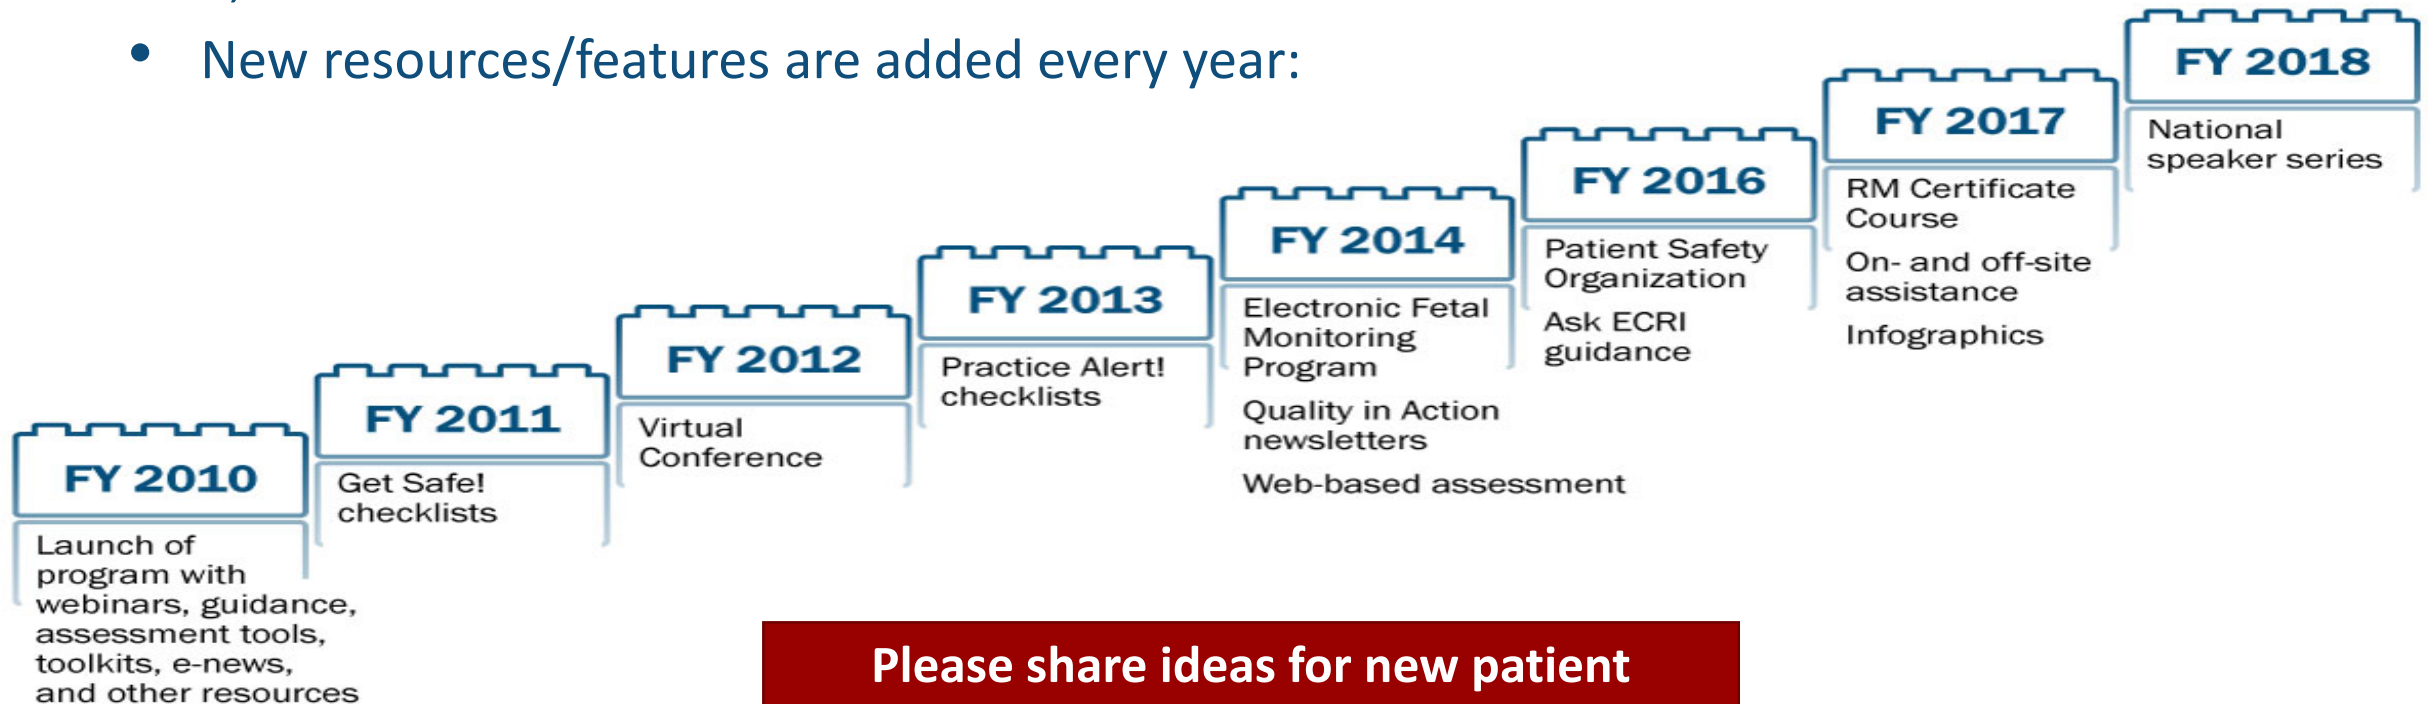 • New resources/features are added every year:
FY 2010
Launch of
program with
webinars, guidance,
assessment tools,
toolkits, e-news,
and other resources
FY 2011
Get Safe!
checklists
FY 2012
Virtual
Conference
FY 2013
Practice Alert!
checklists
FY 2014
Electronic Fetal
Monitoring
Program
Quality in Action
newsletters
Web-based assessment
FY 2016
Patient Safety
Organization
Ask ECRI
guidance
FY 2017
RM Certificate
Course
On- and off-site
assistance
Infographics
FY 2018
National
speaker series
Please share ideas for new patient